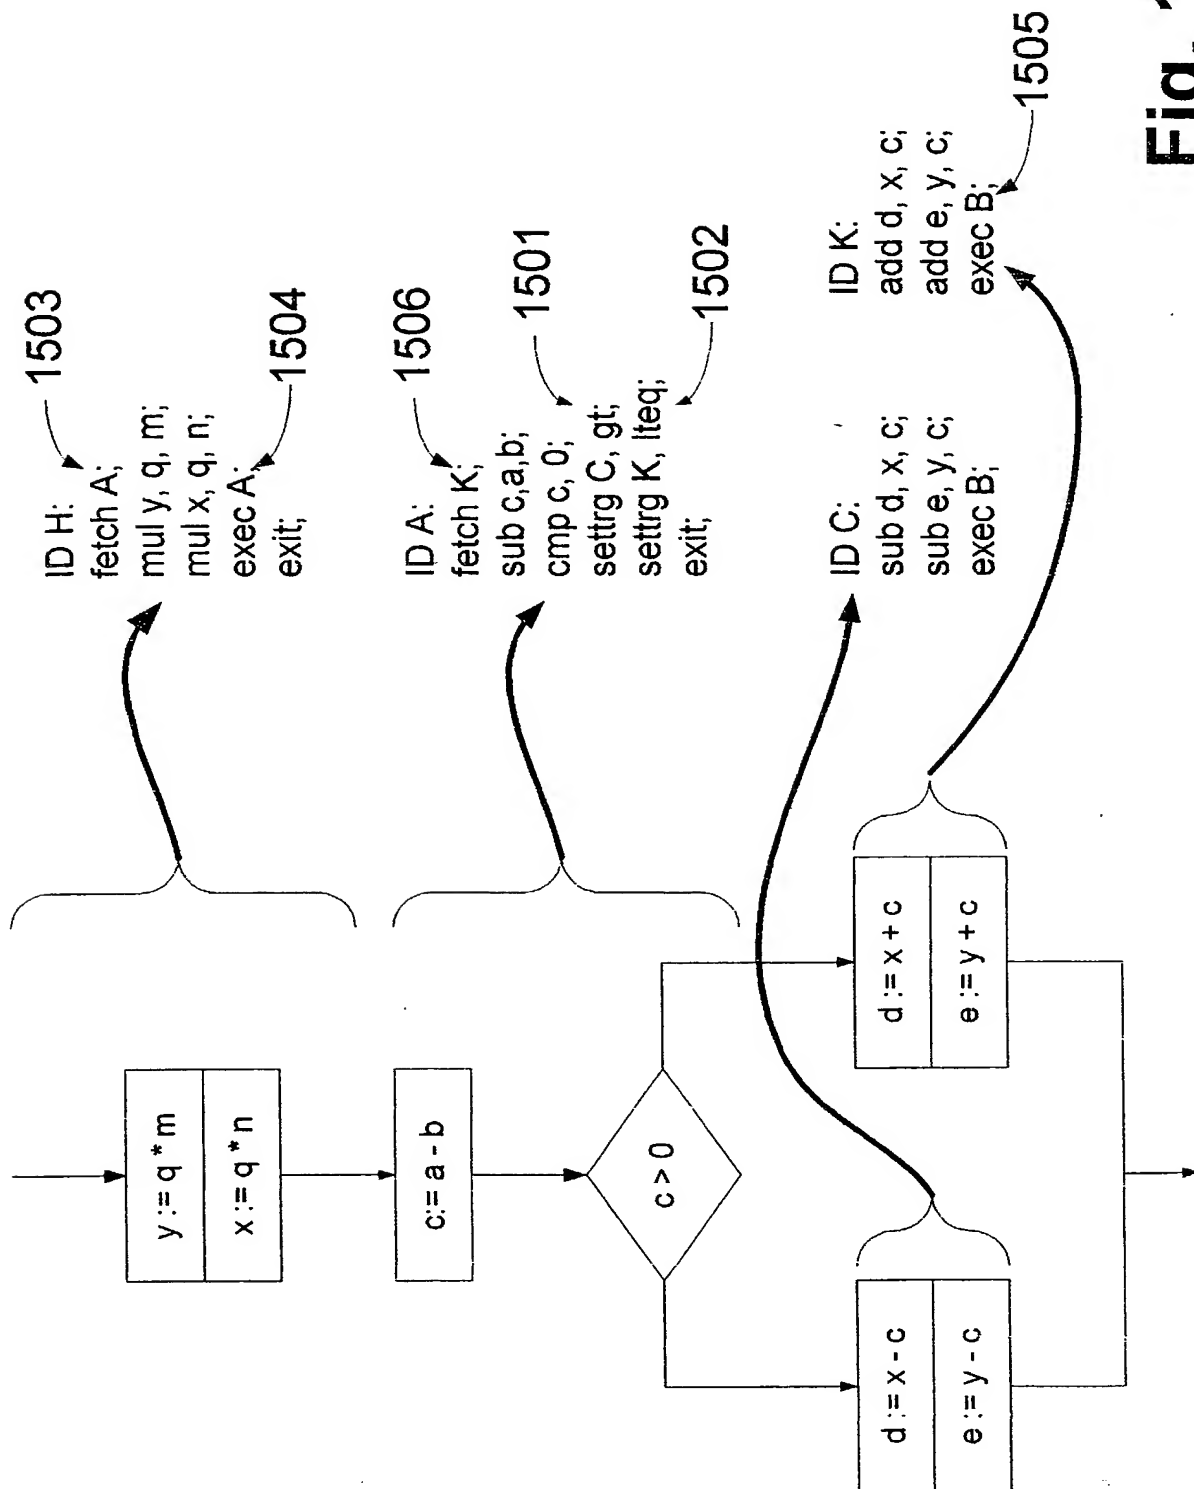 y := q * m
x := q * n
c:= a - b
c > 0
d := x - c
e := y - c
d := x + c
e := y + c
1503
ID H:
fetch A;
mul y, q, m;
mul x, q, n;
exec A;
exit;
1504
1506
ID A:
fetch K;
sub c,a,b;
cmp c, 0;
settrg C, gt;
settrg K, lteq;
exit;
1501
1502
ID C:
sub d, x, c;
sub e, y, c;
exec B;
ID K:
add d, x, c;
add e, y, c;
exec B;
1505
Fig.